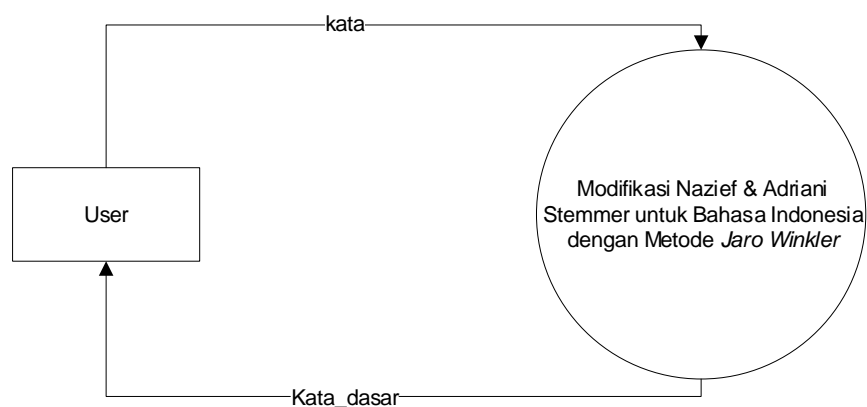 kata
User
Modifikasi Nazief & Adriani
Stemmer untuk Bahasa Indonesia
dengan Metode Jaro Winkler
Kata_dasar